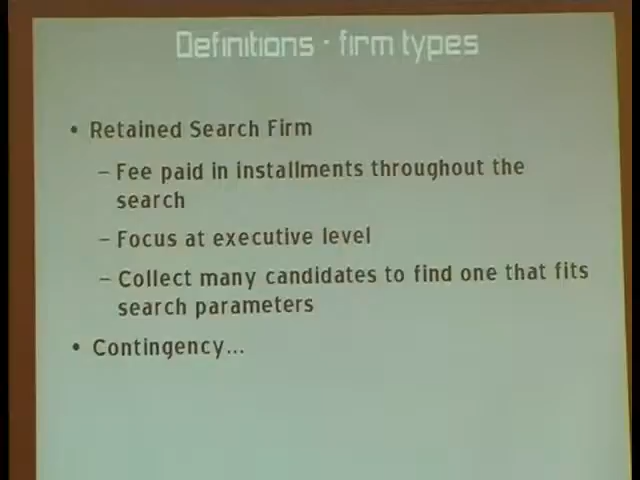 Definitions - firm types
• Retained Search Firm
– Fee paid in installments throughout the
search
– Focus at executive level
– Collect many candidates to find one that fits
search parameters
• Contingency...